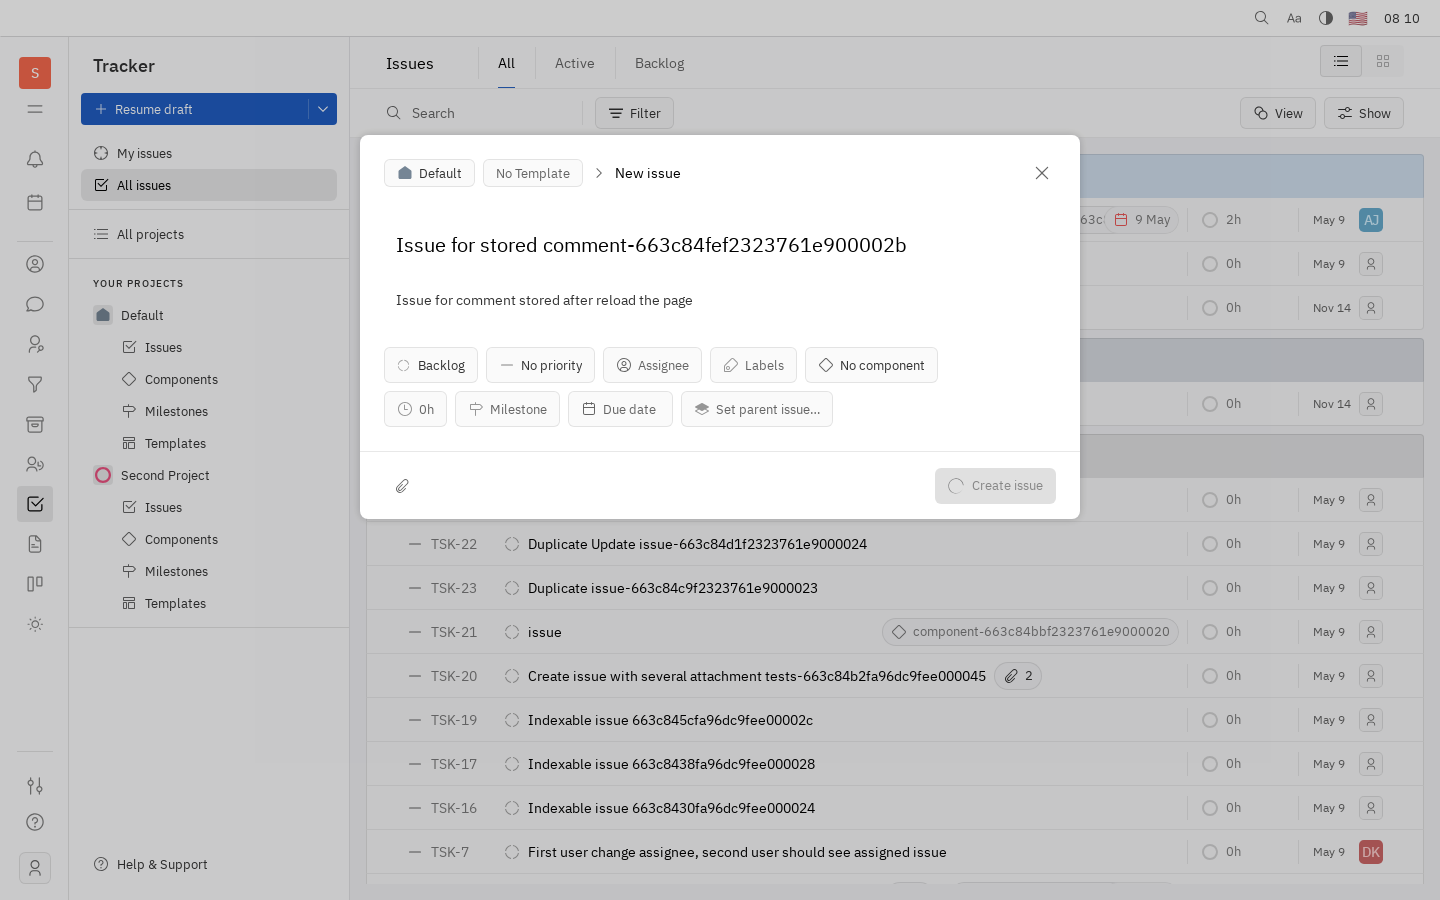 Aa 08 10
S
Tracker
Resume draft
My issues
All issues
All projects
YOUR PROJECTS
Default
Issues
Components
Milestones
Templates
Second Project
Issues
Components
Milestones
Templates
Help & Support
Issues All Active Backlog
Search Filter View Show
Default No Template New issue
Issue for stored comment-663c84fef2323761e900002b
Issue for comment stored after reload the page
Backlog No priority Assignee Labels No component
0h Milestone Due date Set parent issue...
Create issue
9 May 2h May 9 AJ
0h May 9
0h Nov 14
0h Nov 14
0h May 9
TSK-22 Duplicate Update issue-663c84d1f2323761e9000024 0h May 9
TSK-23 Duplicate issue-663c84c9f2323761e9000023 0h May 9
TSK-21 issue component-663c84bbf2323761e9000020 0h May 9
TSK-20 Create issue with several attachment tests-663c84b2fa96dc9fee000045 2 0h May 9
TSK-19 Indexable issue 663c845cfa96dc9fee00002c 0h May 9
TSK-17 Indexable issue 663c8438fa96dc9fee000028 0h May 9
TSK-16 Indexable issue 663c8430fa96dc9fee000024 0h May 9
TSK-7 First user change assignee, second user should see assigned issue 0h May 9 DK